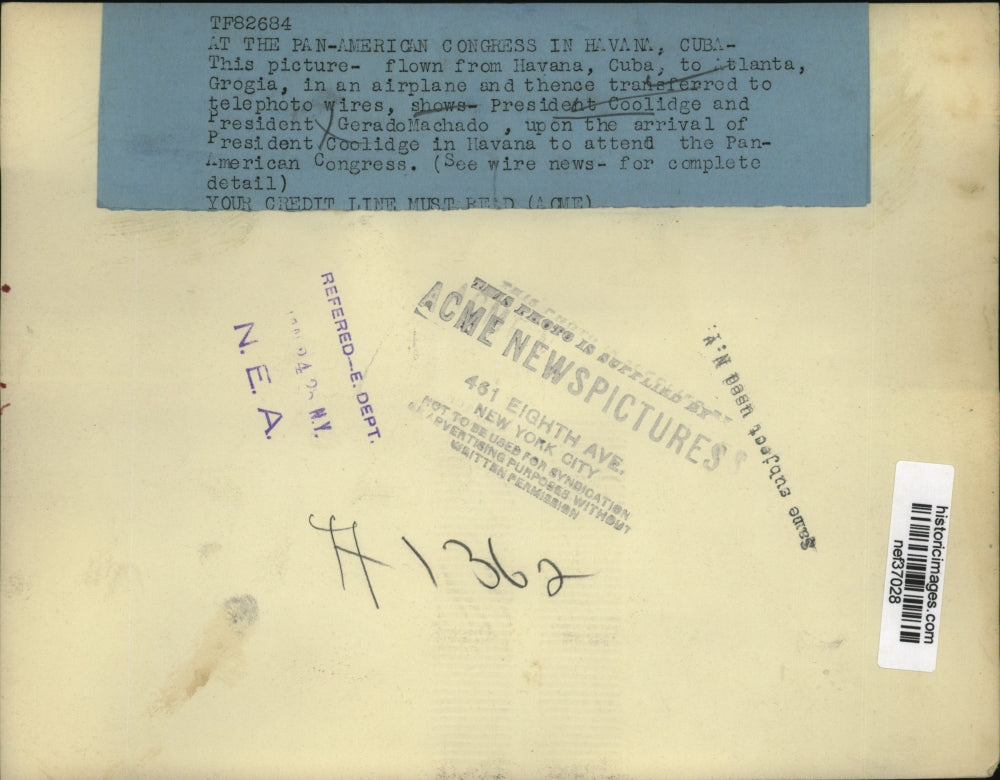 TF82684
AT THE PAN-AMERICAN CONGRESS IN HAVANA, CUBA-
This picture- flown from Havana, Cuba, to Atlanta,
Grogia, in an airplane and thence transferred to
telephoto wires, shows- President Coolidge and
President GeradoMachado , upon the arrival of
President Coolidge in Havana to attend the Pan-
American Congress. (See wire news- for complete
detail)
YOUR CREDIT LINE MUST READ (ACME)
REFERED-E. DEPT.
N.Y.
N. E. A.
THIS PHOTO IS SUPPLIED BY
ACME NEWSPICTURES
461 EIGHTH AVE.
NEW YORK CITY
NOT TO BE USED FOR SYNDICATION
OR ADVERTISING PURPOSES WITHOUT
WRITTEN PERMISSION
Same subject used N.Y.
# 1362
historicimages.com
nef37028